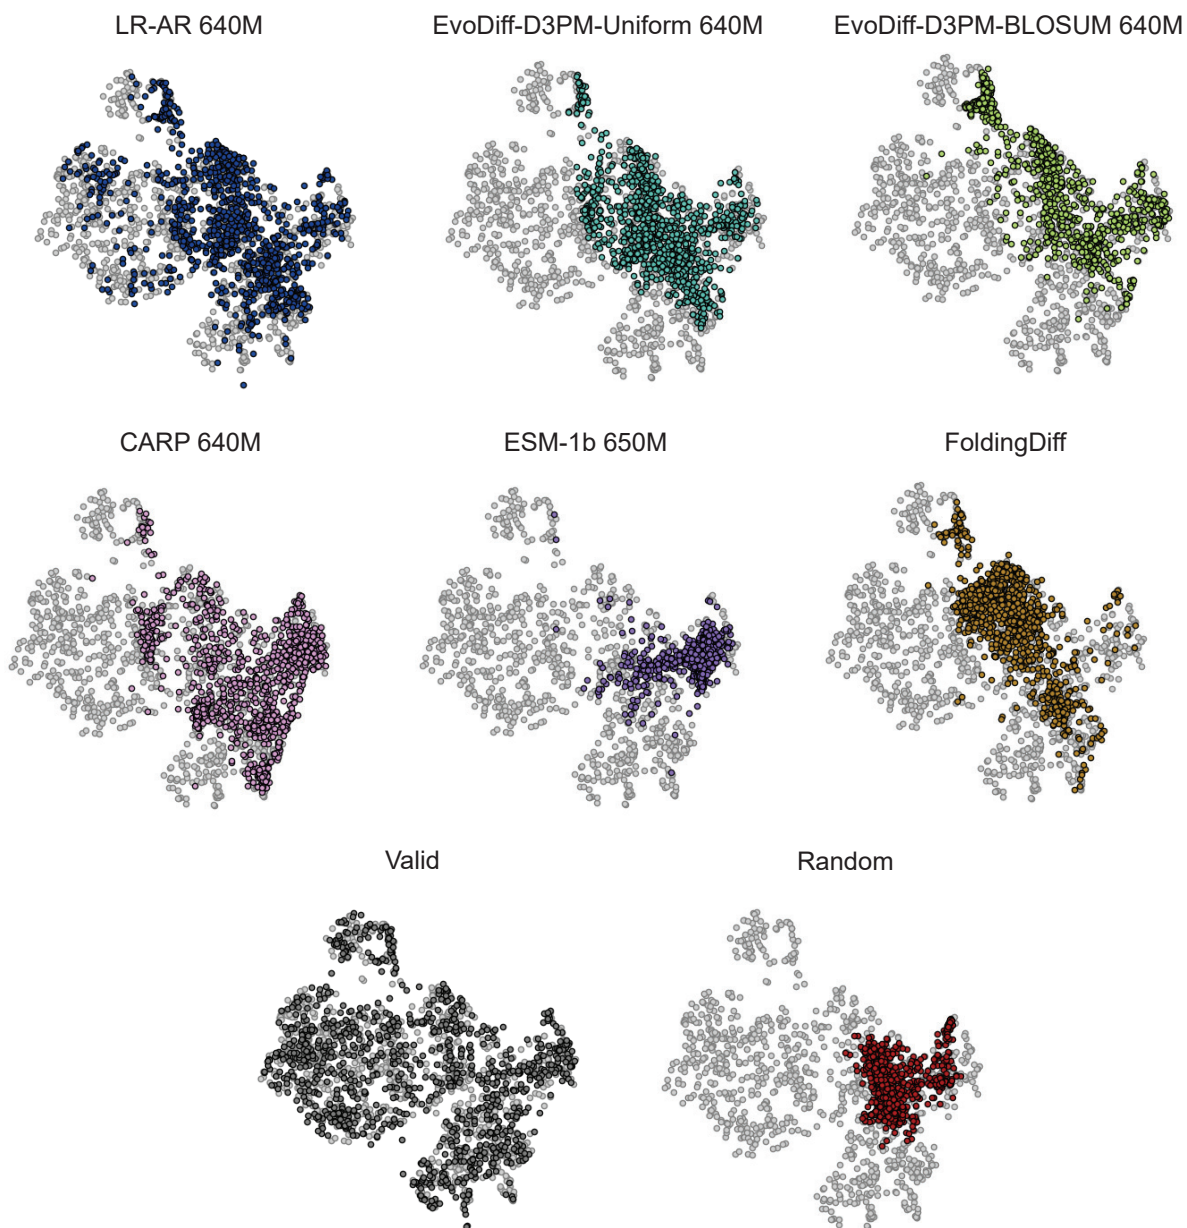 LR-AR 640M
EvoDiff-D3PM-Uniform 640M
EvoDiff-D3PM-BLOSUM 640M
CARP 640M
ESM-1b 650M
FoldingDiff
Valid
Random